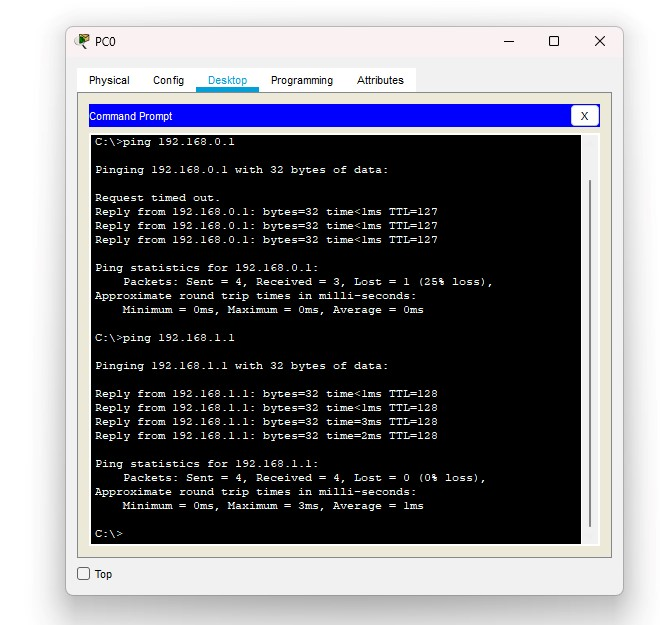 PC0
Physical Config Desktop Programming Attributes
Command Prompt X
C:\>ping 192.168.0.1
Pinging 192.168.0.1 with 32 bytes of data:
Request timed out.
Reply from 192.168.0.1: bytes=32 time<1ms TTL=127
Reply from 192.168.0.1: bytes=32 time<1ms TTL=127
Reply from 192.168.0.1: bytes=32 time<1ms TTL=127
Ping statistics for 192.168.0.1:
Packets: Sent = 4, Received = 3, Lost = 1 (25% loss),
Approximate round trip times in milli-seconds:
Minimum = 0ms, Maximum = 0ms, Average = 0ms
C:\>ping 192.168.1.1
Pinging 192.168.1.1 with 32 bytes of data:
Reply from 192.168.1.1: bytes=32 time<1ms TTL=128
Reply from 192.168.1.1: bytes=32 time<1ms TTL=128
Reply from 192.168.1.1: bytes=32 time=3ms TTL=128
Reply from 192.168.1.1: bytes=32 time=2ms TTL=128
Ping statistics for 192.168.1.1:
Packets: Sent = 4, Received = 4, Lost = 0 (0% loss),
Approximate round trip times in milli-seconds:
Minimum = 0ms, Maximum = 3ms, Average = 1ms
C:\>
Top